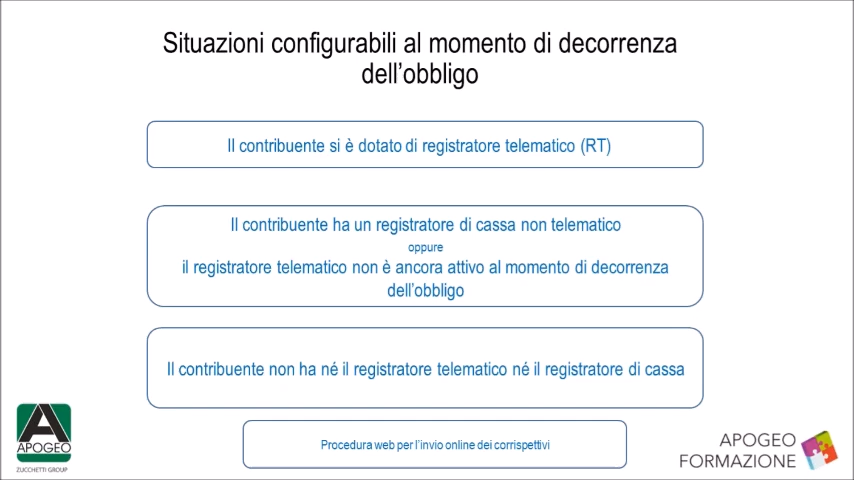 Situazioni configurabili al momento di decorrenza
dell'obbligo
Il contribuente si è dotato di registratore telematico (RT)
Il contribuente ha un registratore di cassa non telematico
oppure
il registratore telematico non è ancora attivo al momento di decorrenza
dell'obbligo
Il contribuente non ha né il registratore telematico né il registratore di cassa
Procedura web per l'invio online dei corrispettivi
A
APOGEO
ZUCCHETTI GROUP
APOGEO
FORMAZIONE